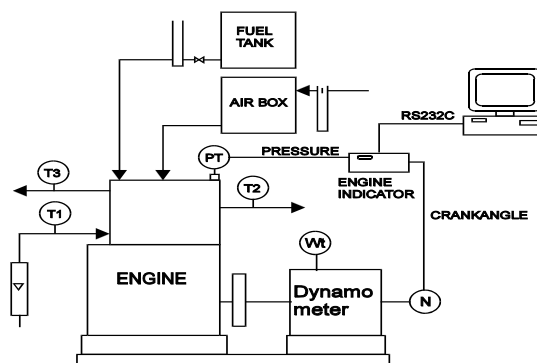 FUEL
TANK
AIR BOX
RS232C
PT
PRESSURE
ENGINE
INDICATOR
T3
T2
T1
CRANKANGLE
Wt
ENGINE
Dynamo
meter
N